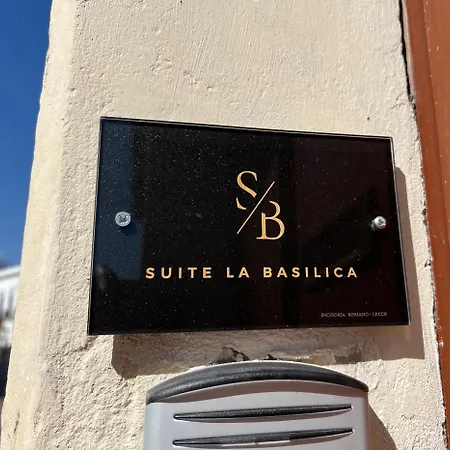 S/B
SUITE LA BASILICA
INCISORIA ROMANO - LECCE